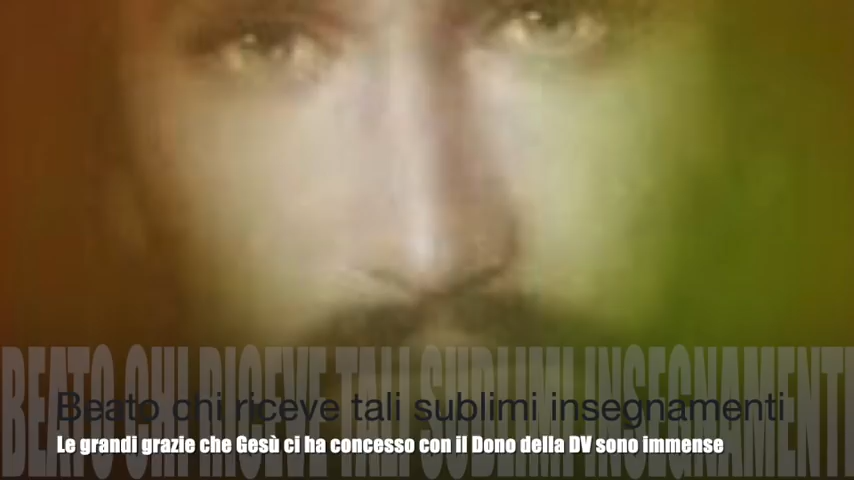 BEATO CHI RICEVE TALI SUBLIMI INSEGNAMENTI
Beato chi riceve tali sublimi insegnamenti
Le grandi grazie che Gesù ci ha concesso con il Dono della DV sono immense